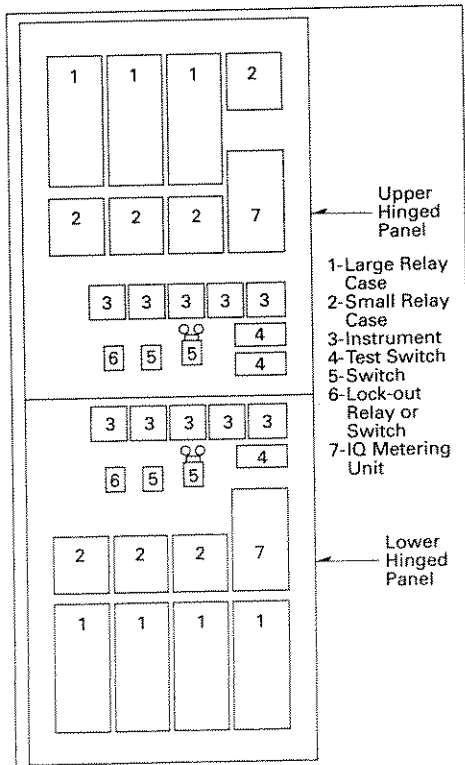 1 1 1 2
2 2 2 7
3 3 3 3 3
6 5 5 4
4
3 3 3 3 3
6 5 5 4
2 2 2 7
1 1 1 1
Upper
Hinged
Panel
1-Large Relay
Case
2-Small Relay
Case
3-Instrument
4-Test Switch
5-Switch
6-Lock-out
Relay or
Switch
7-IQ Metering
Unit
Lower
Hinged
Panel